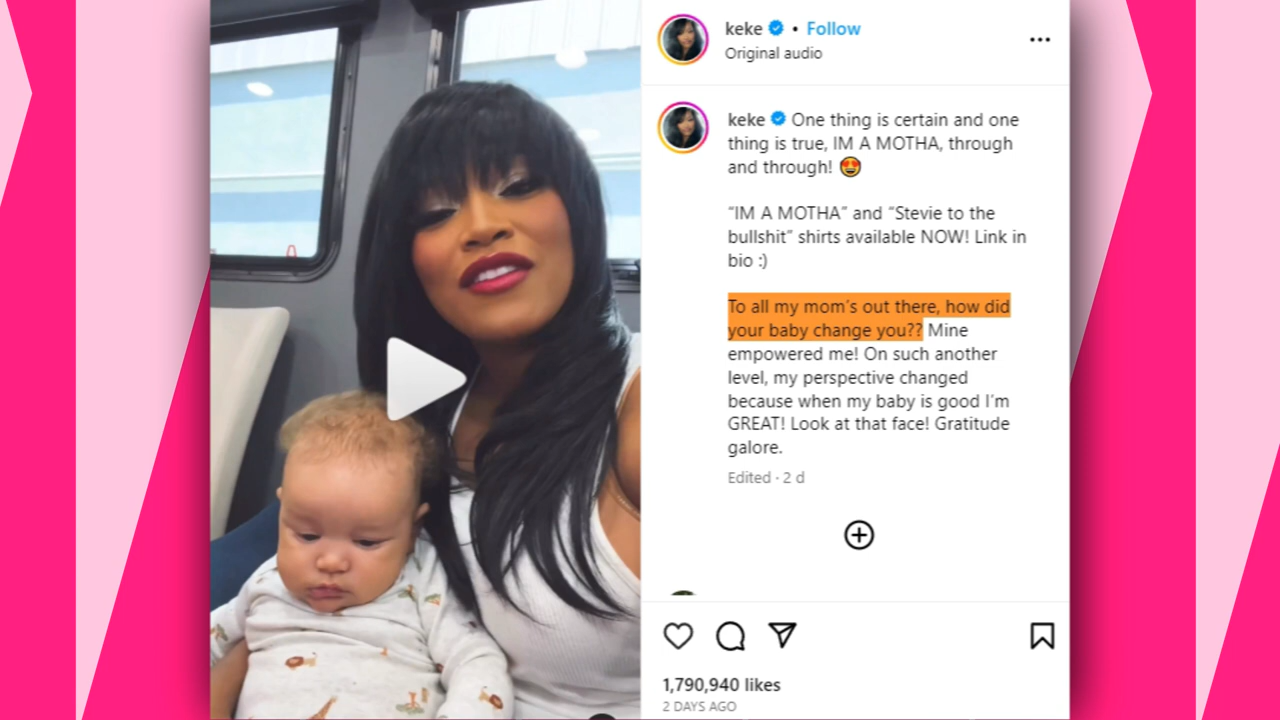 keke • Follow
Original audio
keke One thing is certain and one
thing is true, IM A MOTHA, through
and through! 😍
“IM A MOTHA” and “Stevie to the
bullshit” shirts available NOW! Link in
bio :)
To all my mom’s out there, how did
your baby change you?? Mine
empowered me! On such another
level, my perspective changed
because when my baby is good I’m
GREAT! Look at that face! Gratitude
galore.
Edited · 2 d
1,790,940 likes
2 DAYS AGO